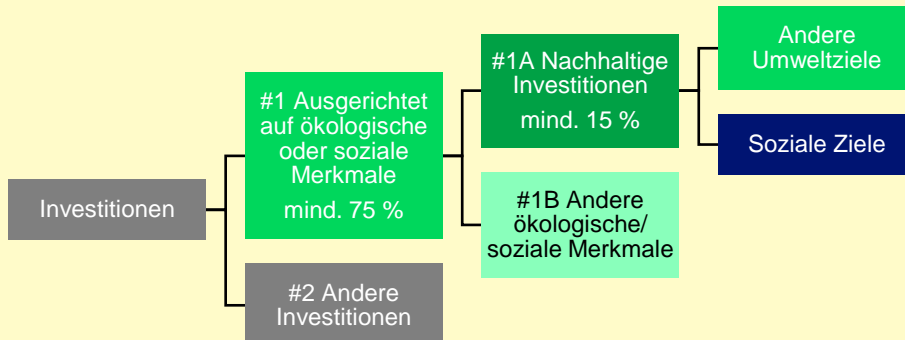 Investitionen
#1 Ausgerichtet
auf ökologische
oder soziale
Merkmale
mind. 75 %
#2 Andere
Investitionen
#1A Nachhaltige
Investitionen
mind. 15 %
#1B Andere
ökologische/
soziale Merkmale
Andere
Umweltziele
Soziale Ziele